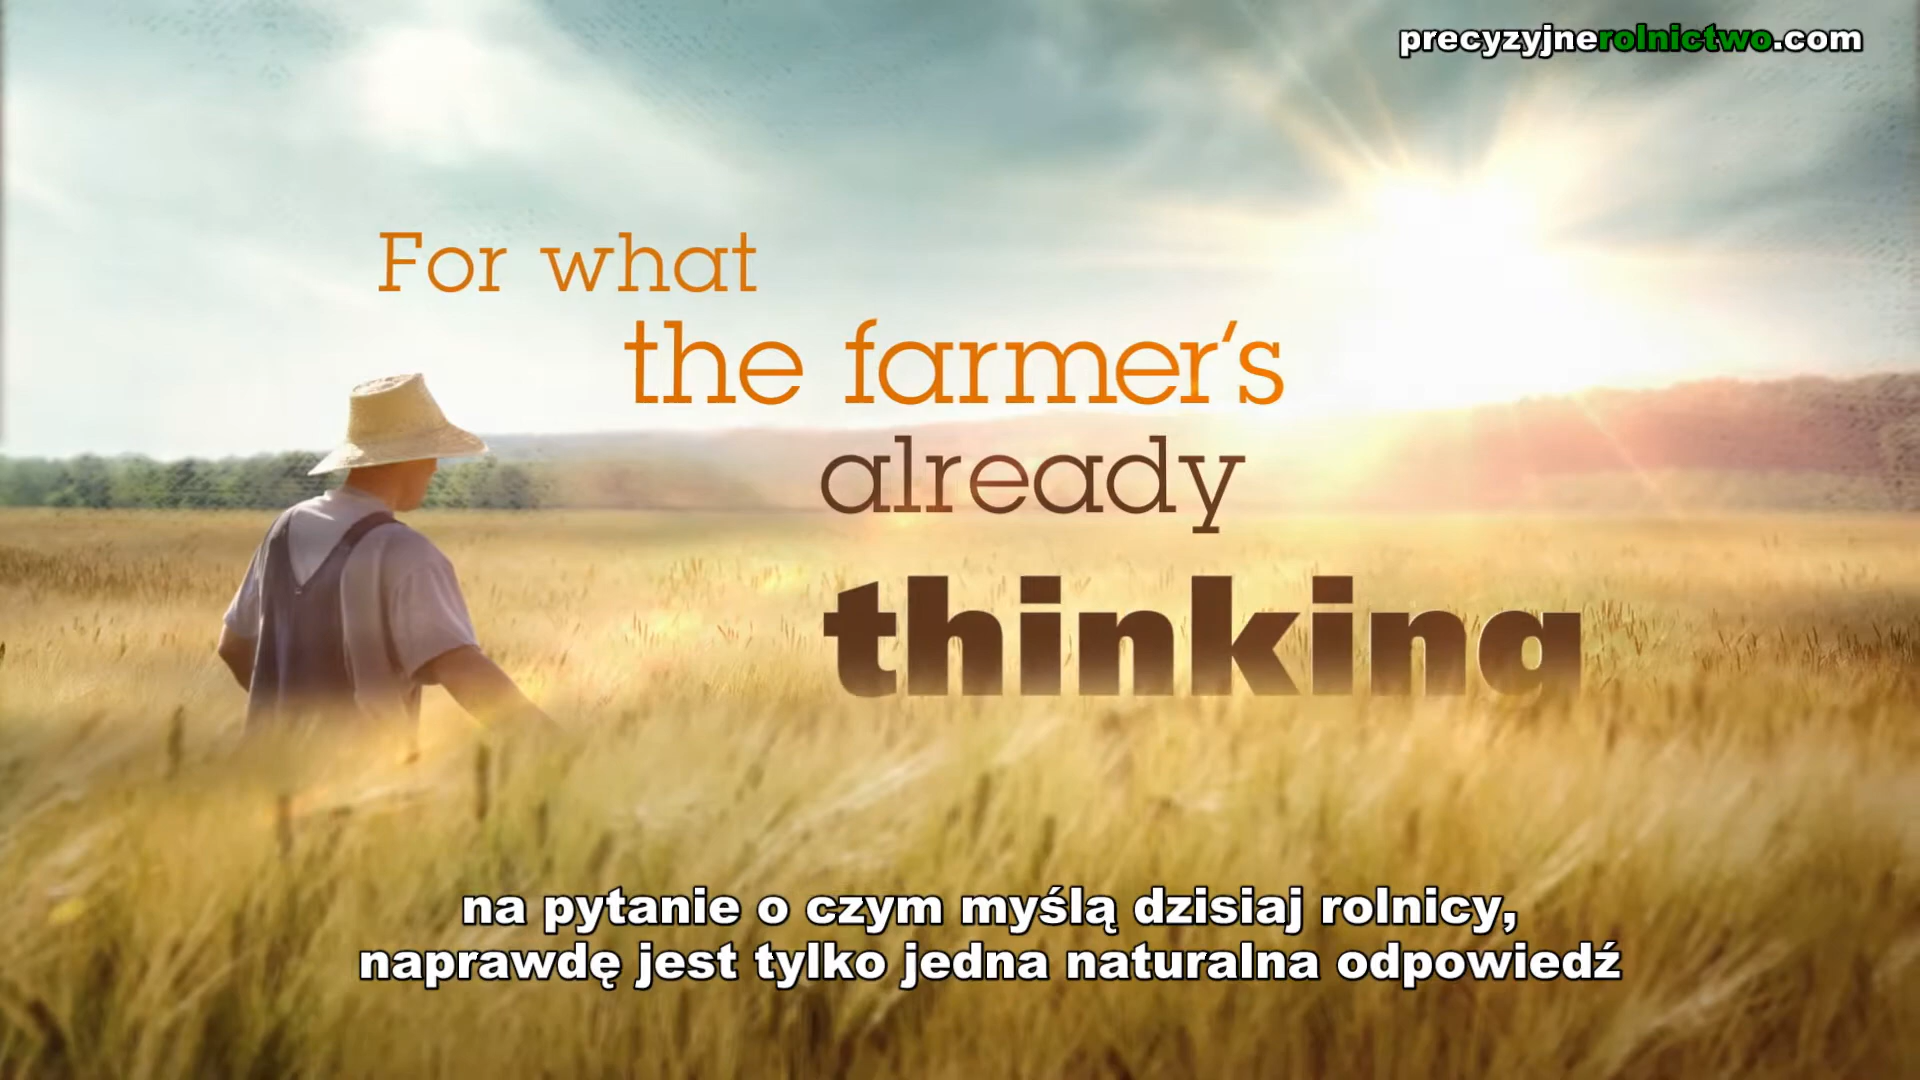 precyzyjnerolnictwo.com
For what
the farmer's
already
thinking
na pytanie o czym myślą dzisiaj rolnicy,
naprawdę jest tylko jedna naturalna odpowiedź